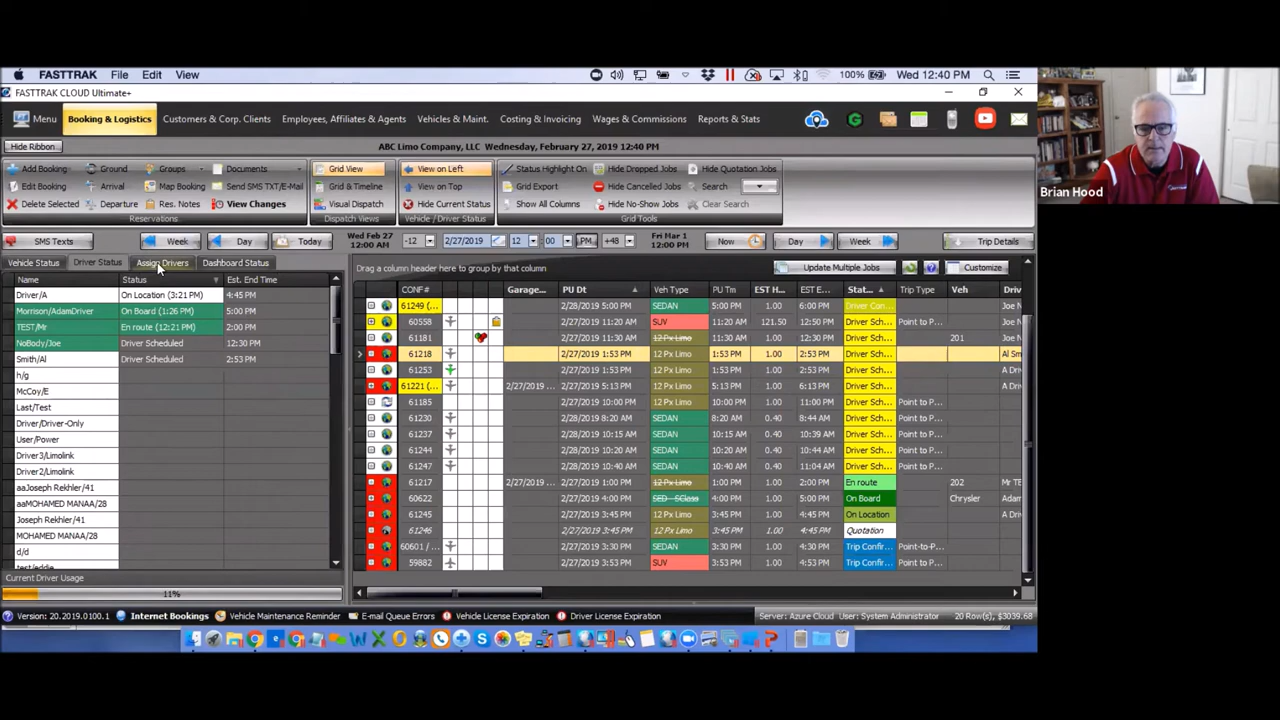 FASTTRAK File Edit View 100% Wed 12:40 PM
FASTTRAK CLOUD Ultimate+
Menu Booking & Logistics Customers & Corp. Clients Employees, Affiliates & Agents Vehicles & Maint. Costing & Invoicing Wages & Commissions Reports & Stats
Hide Ribbon ABC Limo Company, LLC Wednesday, February 27, 2019 12:40 PM
Add Booking Ground Groups Documents Grid View View on Left Status Highlight On Hide Dropped Jobs Hide Quotation Jobs
Edit Booking Arrival Map Booking Send SMS TXT/E-Mail Grid & Timeline View on Top Grid Export Hide Cancelled Jobs Search
Delete Selected Departure Res. Notes View Changes Visual Dispatch Hide Current Status Show All Columns Hide No-Show Jobs Clear Search
Reservations Dispatch Views Vehicle / Driver Status Grid Tools
SMS Texts Week Day Today Wed Feb 27 12:00 AM -12 2/27/2019 12 : 00 PM +48 Fri Mar 1 12:00 PM Now Day Week Trip Details
Vehicle Status Driver Status Assign Drivers Dashboard Status
Drag a column header here to group by that column Update Multiple Jobs Customize
Name Status Est. End Time
Driver/A On Location (3:21 PM) 4:45 PM
Morrison/AdamDriver On Board (1:26 PM) 5:00 PM
TEST/Mr En route (12:21 PM) 2:00 PM
NoBody/Joe Driver Scheduled 12:30 PM
Smith/Al Driver Scheduled 2:53 PM
h/g
McCoy/E
Last/Test
Driver/Driver-Only
User/Power
Driver3/Limolink
Driver2/Limolink
aaJoseph Rekhler/41
aaMOHAMED MANAA/28
Joseph Rekhler/41
MOHAMED MANAA/28
d/d
test/eddie
Current Driver Usage
11%
CONF# Garage... PU Dt Veh Type PU Tm EST H... EST E... Stat... Trip Type Veh Driv
61249 (... 2/28/2019 5:00 PM SEDAN 5:00 PM 1.00 6:00 PM Driver Con... Joe N
60558 2/27/2019 11:20 AM SUV 11:20 AM 121.50 12:50 PM Driver Sch... Point to P...
61181 2/27/2019 11:30 AM 12 Px Limo 11:30 AM 1.00 12:30 PM Driver Sch... 201 Joe N
61218 2/27/2019 1:53 PM 12 Px Limo 1:53 PM 1.00 2:53 PM Driver Sch... Al Sm
61253 2/27/2019 1:53 PM 12 Px Limo 1:53 PM 1.00 2:53 PM Driver Sch... A Driv
61221 (... 2/27/2019 ... 2/27/2019 5:13 PM 12 Px Limo 5:13 PM 1.00 6:13 PM Driver Sch... A Driv
61185 2/27/2019 10:00 PM 12 Px Limo 10:00 PM 1.00 11:00 PM Driver Sch... Point to P...
61230 2/28/2019 8:20 AM SEDAN 8:20 AM 0.40 8:44 AM Driver Sch... Point to P...
61237 2/28/2019 10:15 AM SEDAN 10:15 AM 0.40 10:39 AM Driver Sch... Point to P...
61244 2/28/2019 10:20 AM SEDAN 10:20 AM 0.40 10:44 AM Driver Sch... Point to P...
61247 2/28/2019 10:40 AM SEDAN 10:40 AM 0.40 11:04 AM Driver Sch... Point to P...
61217 2/27/2019 ... 2/27/2019 1:00 PM 12 Px Limo 1:00 PM 1.00 2:00 PM En route 202 Mr TE
60622 2/27/2019 4:00 PM SED - SClass 4:00 PM 1.00 5:00 PM On Board Chrysler Adam
61245 2/27/2019 3:45 PM 12 Px Limo 3:45 PM 1.00 4:45 PM On Location A Driv
61246 2/27/2019 3:45 PM 12 Px Limo 3:45 PM 1.00 4:45 PM Quotation
60601 / ... 2/27/2019 3:30 PM SEDAN 3:30 PM 1.00 4:30 PM Trip Confir... Point-to-P...
59882 2/27/2019 3:53 PM SUV 3:53 PM 1.00 4:53 PM Trip Confir...
Version: 20.2019.0100.1 Internet Bookings Vehicle Maintenance Reminder E-mail Queue Errors Vehicle License Expiration Driver License Expiration Server: Azure Cloud User: System Administrator 20 Row(s), $3039.68
Brian Hood